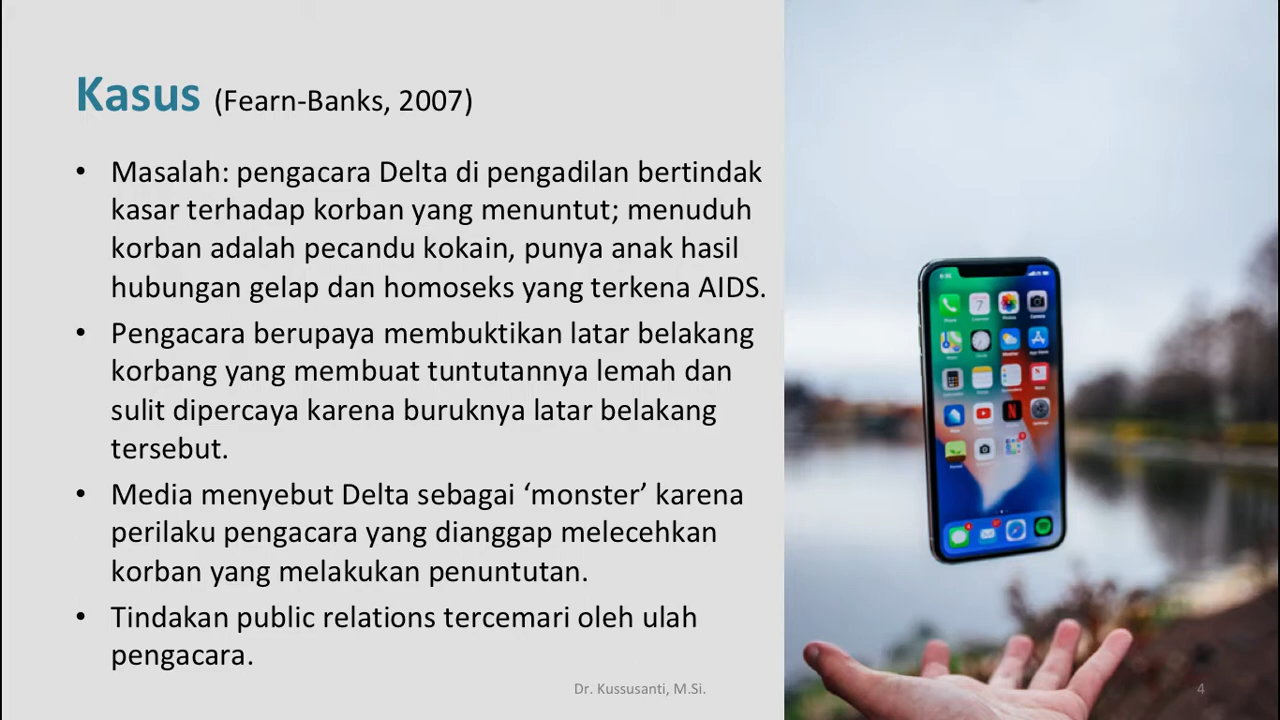 Kasus (Fearn-Banks, 2007)
• Masalah: pengacara Delta di pengadilan bertindak
kasar terhadap korban yang menuntut; menuduh
korban adalah pecandu kokain, punya anak hasil
hubungan gelap dan homoseks yang terkena AIDS.
• Pengacara berupaya membuktikan latar belakang
korbang yang membuat tuntutannya lemah dan
sulit dipercaya karena buruknya latar belakang
tersebut.
• Media menyebut Delta sebagai ‘monster’ karena
perilaku pengacara yang dianggap melecehkan
korban yang melakukan penuntutan.
• Tindakan public relations tercemari oleh ulah
pengacara.
Dr. Kussusanti, M.Si.
4